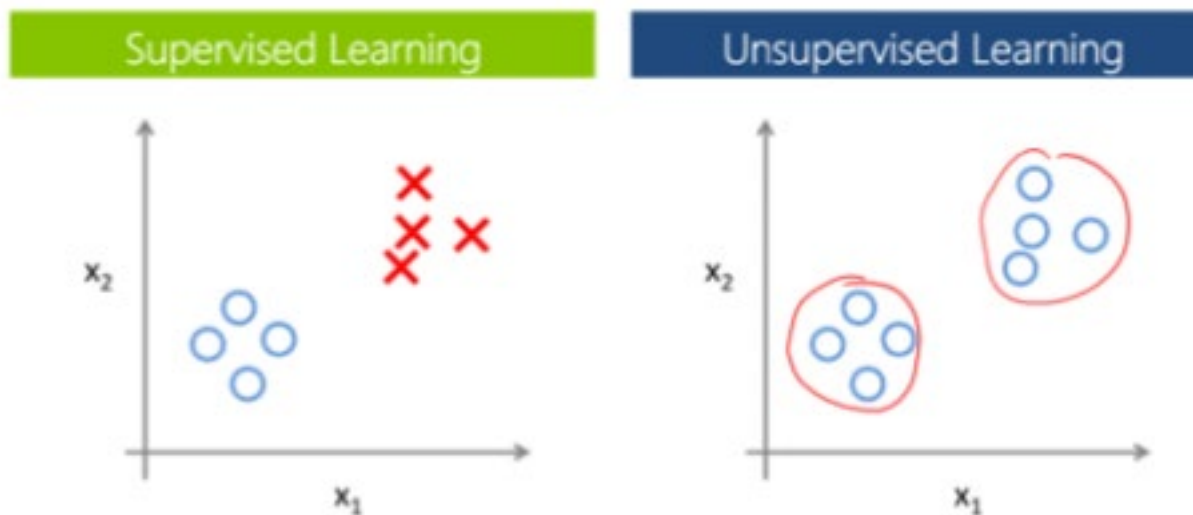 Supervised Learning
Unsupervised Learning
x₂
x₁
x₂
x₁